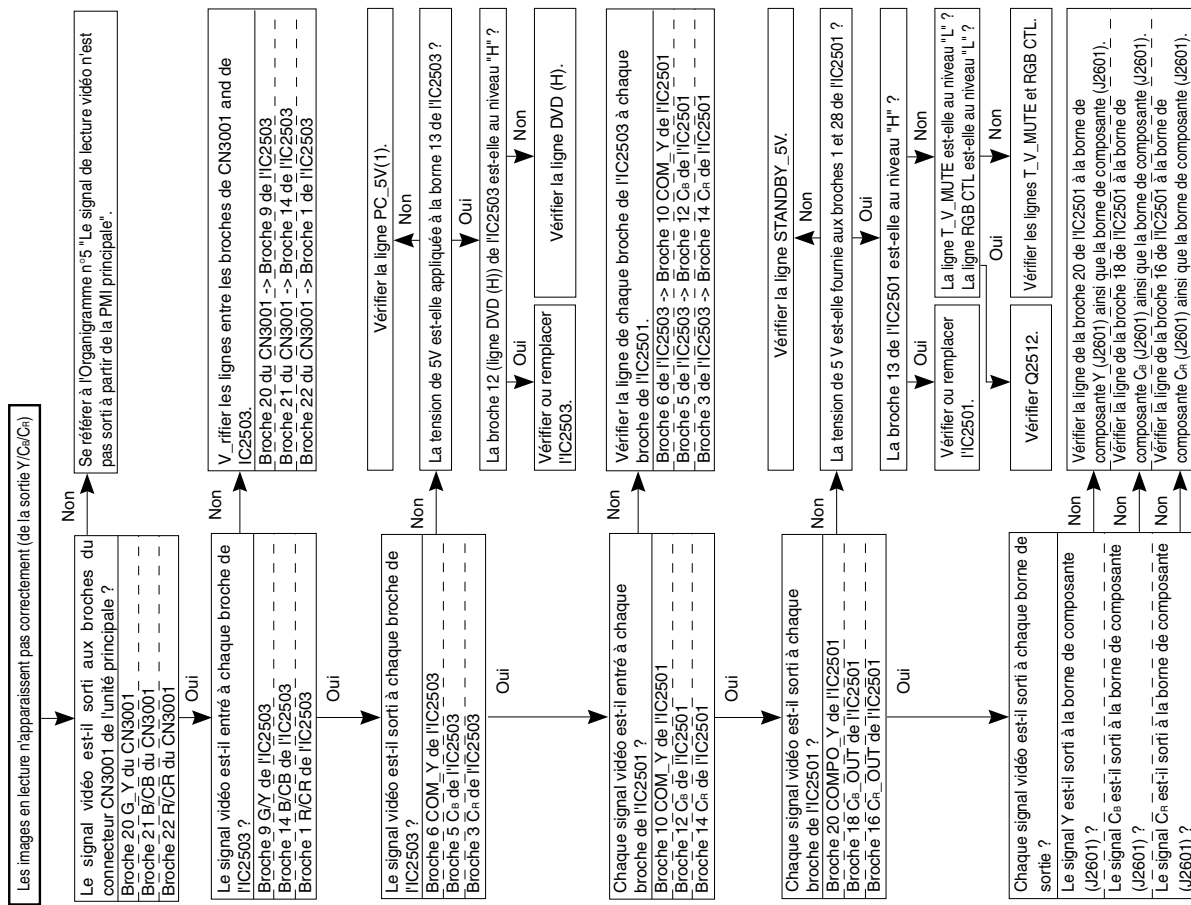 Les images en lecture n'apparaissent pas correctement (de la sortie Y/CB/CR)
Le signal vidéo est-il sorti aux broches du
connecteur CN3001 de l'unité principale ?
Broche 20 G_Y du CN3001
Broche 21 B/CB du CN3001
Broche 22 R/CR du CN3001
Non
Se référer à l'Organigramme n°5 "Le signal de lecture vidéo n'est
pas sorti à partir de la PMI principale".
Oui
Le signal vidéo est-il entré à chaque broche de
l'IC2503 ?
Broche 9 G/Y de l'IC2503
Broche 14 B/CB de l'IC2503
Broche 1 R/CR de l'IC2503
Non
V_rifier les lignes entre les broches de CN3001 and de
IC2503.
Broche 20 du CN3001 -> Broche 9 de l'IC2503
Broche 21 du CN3001 -> Broche 14 de l'IC2503
Broche 22 du CN3001 -> Broche 1 de l'IC2503
Oui
Le signal vidéo est-il sorti à chaque broche de
l'IC2503 ?
Broche 6 COM_Y de l'IC2503
Broche 5 CB de l'IC2503
Broche 3 CR de l'IC2503
Non
Vérifier la ligne PC_5V(1).
Non
La tension de 5V est-elle appliquée à la borne 13 de l'IC2503 ?
Oui
La broche 12 (ligne DVD (H)) de l'IC2503 est-elle au niveau "H" ?
Oui
Non
Vérifier ou remplacer
l'IC2503.
Vérifier la ligne DVD (H).
Oui
Chaque signal vidéo est-il entré à chaque
broche de l'IC2501 ?
Broche 10 COM_Y de l'IC2501
Broche 12 CB de l'IC2501
Broche 14 CR de l'IC2501
Non
Vérifier la ligne de chaque broche de l'IC2503 à chaque
broche de l'IC2501.
Broche 6 de l'IC2503 -> Broche 10 COM_Y de l'IC2501
Broche 5 de l'IC2503 -> Broche 12 CB de l'IC2501
Broche 3 de l'IC2503 -> Broche 14 CR de l'IC2501
Oui
Chaque signal vidéo est-il sorti à chaque
broche de l'IC2501 ?
Broche 20 COMPO_Y de l'IC2501
Broche 18 CB_OUT de l'IC2501
Broche 16 CR_OUT de l'IC2501
Non
Vérifier la ligne STANDBY_5V.
Non
La tension de 5 V est-elle fournie aux broches 1 et 28 de l'IC2501 ?
Oui
La broche 13 de l'IC2501 est-elle au niveau "H" ?
Oui
Non
Vérifier ou remplacer
l'IC2501.
La ligne T_V_MUTE est-elle au niveau "L" ?
La ligne RGB CTL est-elle au niveau "L" ?
Oui
Non
Vérifier Q2512.
Vérifier les lignes T_V_MUTE et RGB CTL.
Oui
Chaque signal vidéo est-il sorti à chaque borne de
sortie ?
Le signal Y est-il sorti à la borne de composante
(J2601) ?
Le signal CB est-il sorti à la borne de composante
(J2601) ?
Le signal CR est-il sorti à la borne de composante
(J2601) ?
Non
Non
Non
Vérifier la ligne de la broche 20 de l'IC2501 à la borne de
composante Y (J2601) ainsi que la borne de composante (J2601).
Vérifier la ligne de la broche 18 de l'IC2501 à la borne de
composante CB (J2601) ainsi que la borne de composante (J2601).
Vérifier la ligne de la broche 16 de l'IC2501 à la borne de
composante CR (J2601) ainsi que la borne de composante (J2601).